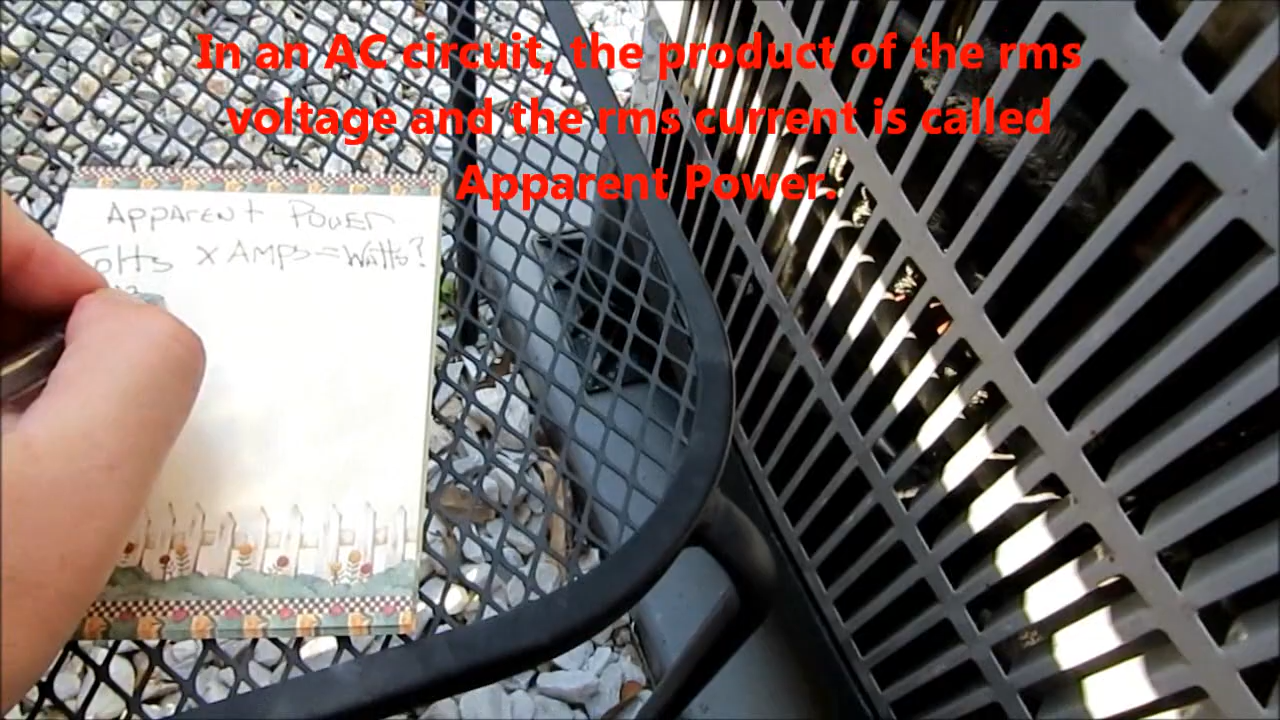 In an AC circuit, the product of the rms
voltage and the rms current is called
Apparent Power.
Apparent Power
Volts x Amps = Watts?